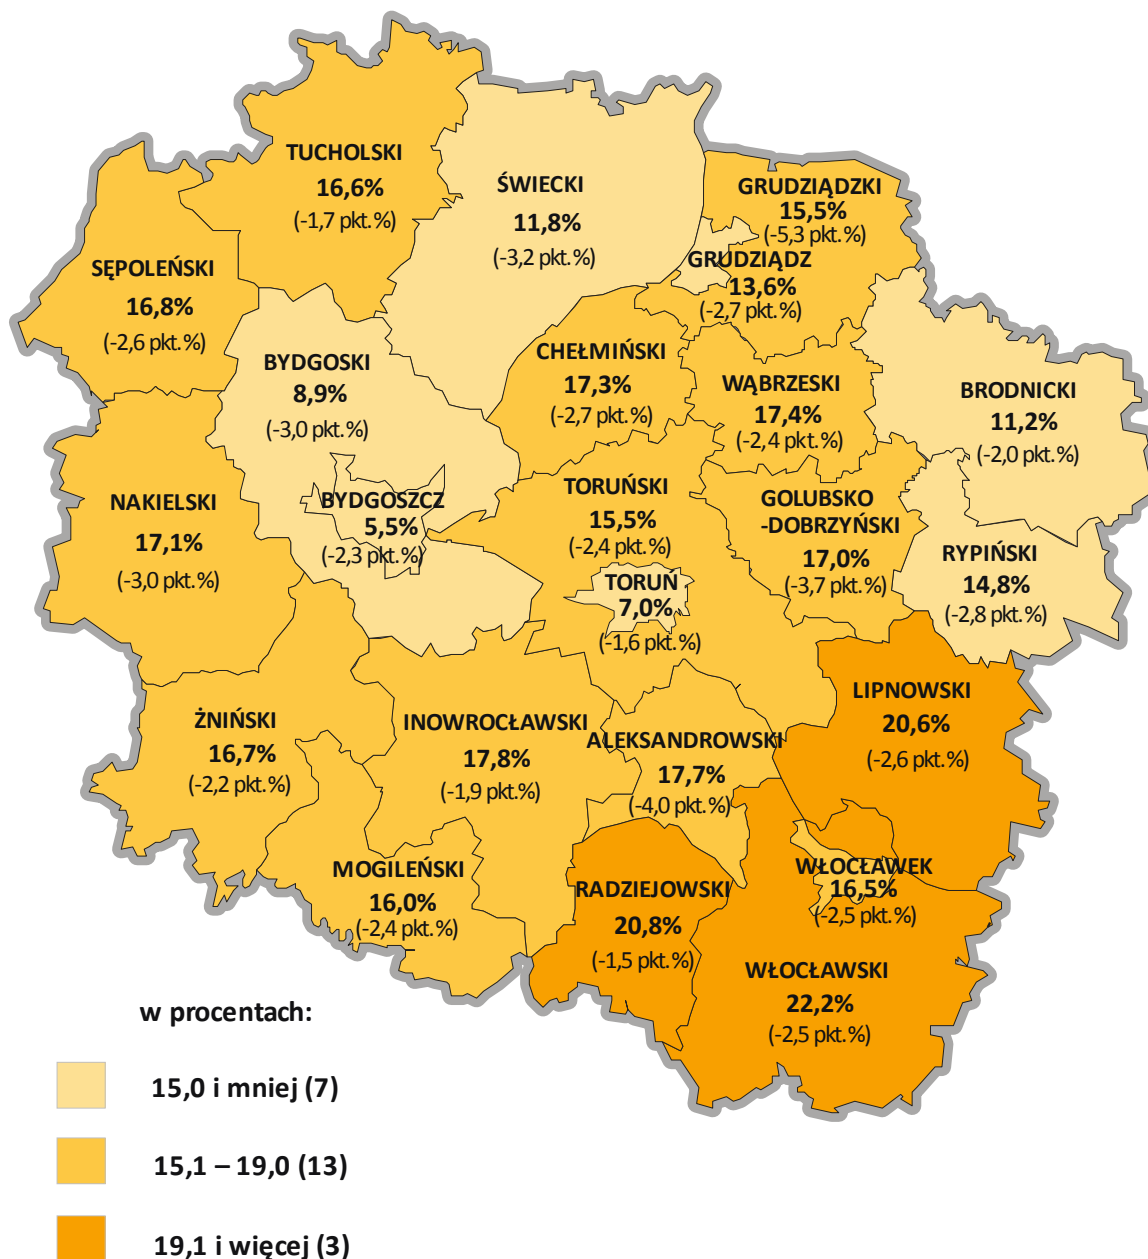 TUCHOLSKI
16,6%
(-1,7 pkt.%)
ŚWIECKI
11,8%
(-3,2 pkt.%)
GRUDZIĄDZKI
15,5%
(-5,3 pkt.%)
GRUDZIĄDZ
13,6%
(-2,7 pkt.%)
SĘPOLEŃSKI
16,8%
(-2,6 pkt.%)
BYDGOSKI
8,9%
(-3,0 pkt.%)
CHEŁMIŃSKI
17,3%
(-2,7 pkt.%)
WĄBRZESKI
17,4%
(-2,4 pkt.%)
BRODNICKI
11,2%
(-2,0 pkt.%)
NAKIELSKI
17,1%
(-3,0 pkt.%)
BYDGOSZCZ
5,5%
(-2,3 pkt.%)
TORUŃSKI
15,5%
(-2,4 pkt.%)
GOLUBSKO
-DOBRZYŃSKI
17,0%
(-3,7 pkt.%)
RYPIŃSKI
14,8%
(-2,8 pkt.%)
TORUŃ
7,0%
(-1,6 pkt.%)
ŻNIŃSKI
16,7%
(-2,2 pkt.%)
INOWROCŁAWSKI
17,8%
(-1,9 pkt.%)
ALEKSANDROWSKI
17,7%
(-4,0 pkt.%)
LIPNOWSKI
20,6%
(-2,6 pkt.%)
MOGILEŃSKI
16,0%
(-2,4 pkt.%)
RADZIEJOWSKI
20,8%
(-1,5 pkt.%)
WŁOCŁAWEK
16,5%
(-2,5 pkt.%)
WŁOCŁAWSKI
22,2%
(-2,5 pkt.%)
w procentach:
15,0 i mniej (7)
15,1 – 19,0 (13)
19,1 i więcej (3)